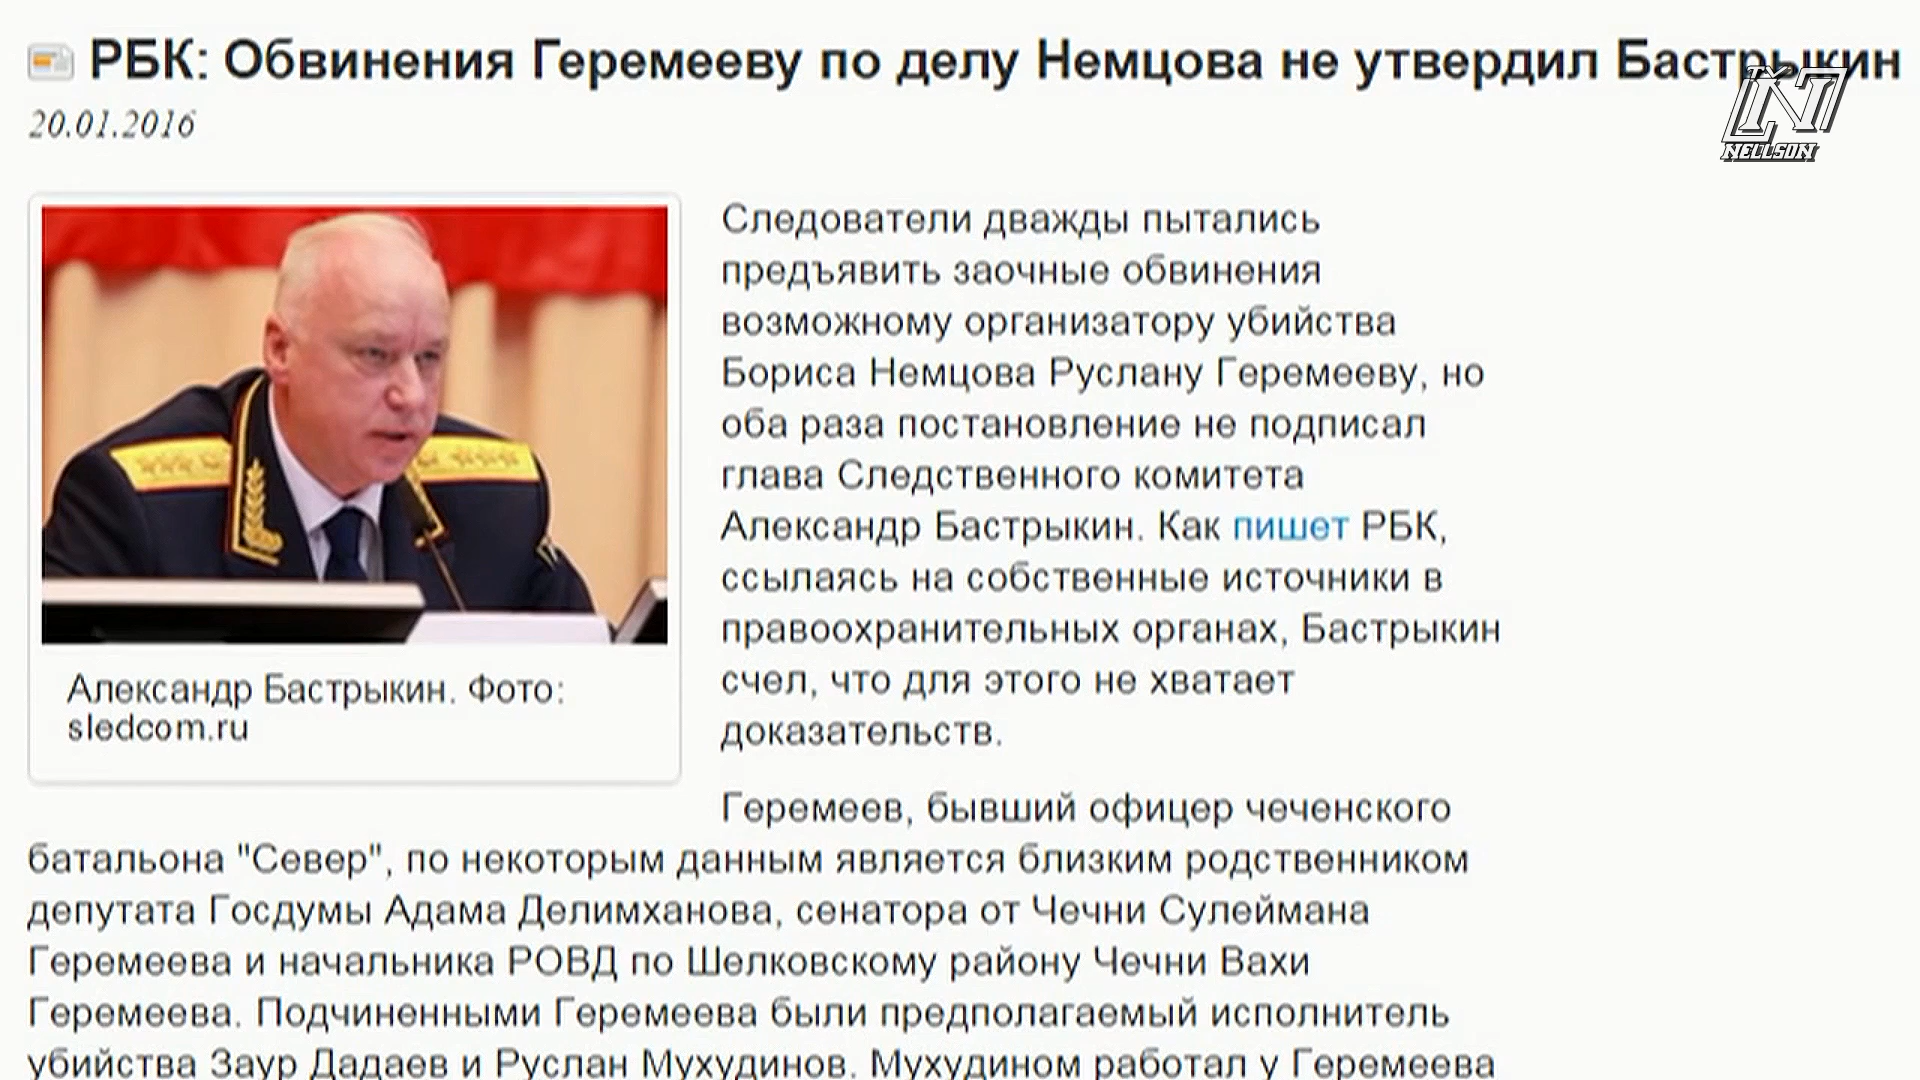 РБК: Обвинения Геремееву по делу Немцова не утвердил Бастрыкин
20.01.2016
NELLSON
Следователи дважды пытались
предъявить заочные обвинения
возможному организатору убийства
Бориса Немцова Руслану Геремееву, но
оба раза постановление не подписал
глава Следственного комитета
Александр Бастрыкин. Как пишет РБК,
ссылаясь на собственные источники в
правоохранительных органах, Бастрыкин
счел, что для этого не хватает
доказательств.
Александр Бастрыкин. Фото:
sledcom.ru
Геремеев, бывший офицер чеченского
батальона "Север", по некоторым данным является близким родственником
депутата Госдумы Адама Делимханова, сенатора от Чечни Сулеймана
Геремеева и начальника РОВД по Шелковскому району Чечни Вахи
Геремеева. Подчиненными Геремеева были предполагаемый исполнитель
убийства Заур Дадаев и Руслан Мухудинов. Мухудином работал у Геремеева